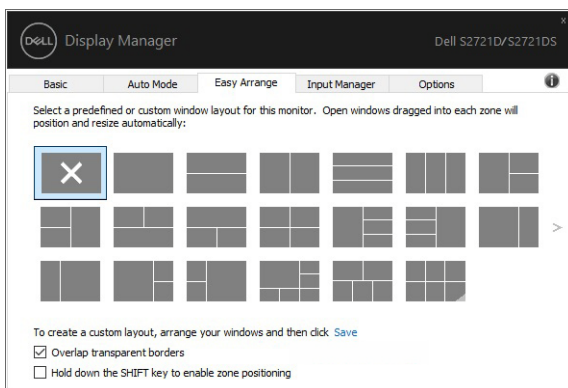 DELL Display Manager Dell S2721D/S2721DS
Basic Auto Mode Easy Arrange Input Manager Options
Select a predefined or custom window layout for this monitor. Open windows dragged into each zone will
position and resize automatically:
To create a custom layout, arrange your windows and then click Save
Overlap transparent borders
Hold down the SHIFT key to enable zone positioning